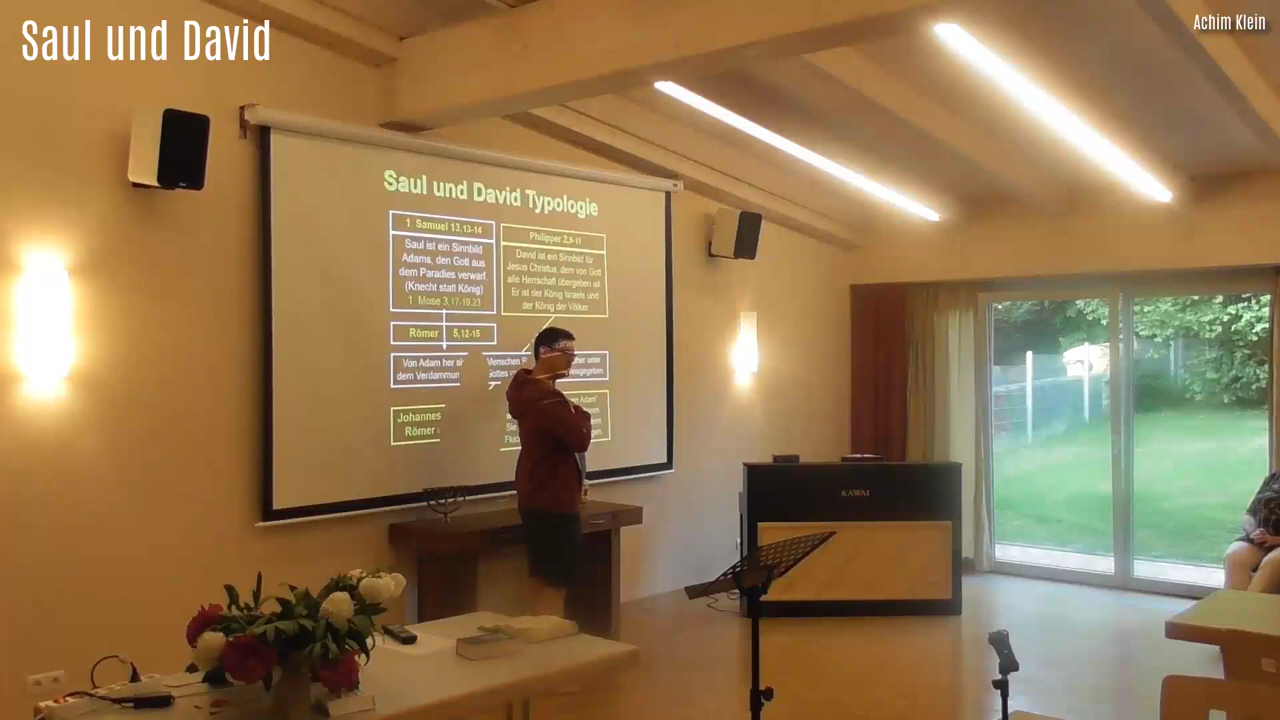 Saul und David
Achim Klein
Saul und David Typologie
1. Samuel 13,13-14
Saul ist ein Sinnbild
Adams, den Gott aus
dem Paradies verwarf.
(Knecht statt König)
1. Mose 3,17-19.23
Philipper 2,9-11
David ist ein Sinnbild für
Jesus Christus, dem von Gott
alle Herrschaft übergeben ist.
Er ist der König Israels und
der König der Völker
Römer 5,12-15
Von Adam her
dem
Menschen
unter
Johannes
Römer
Adam"
KAWAI